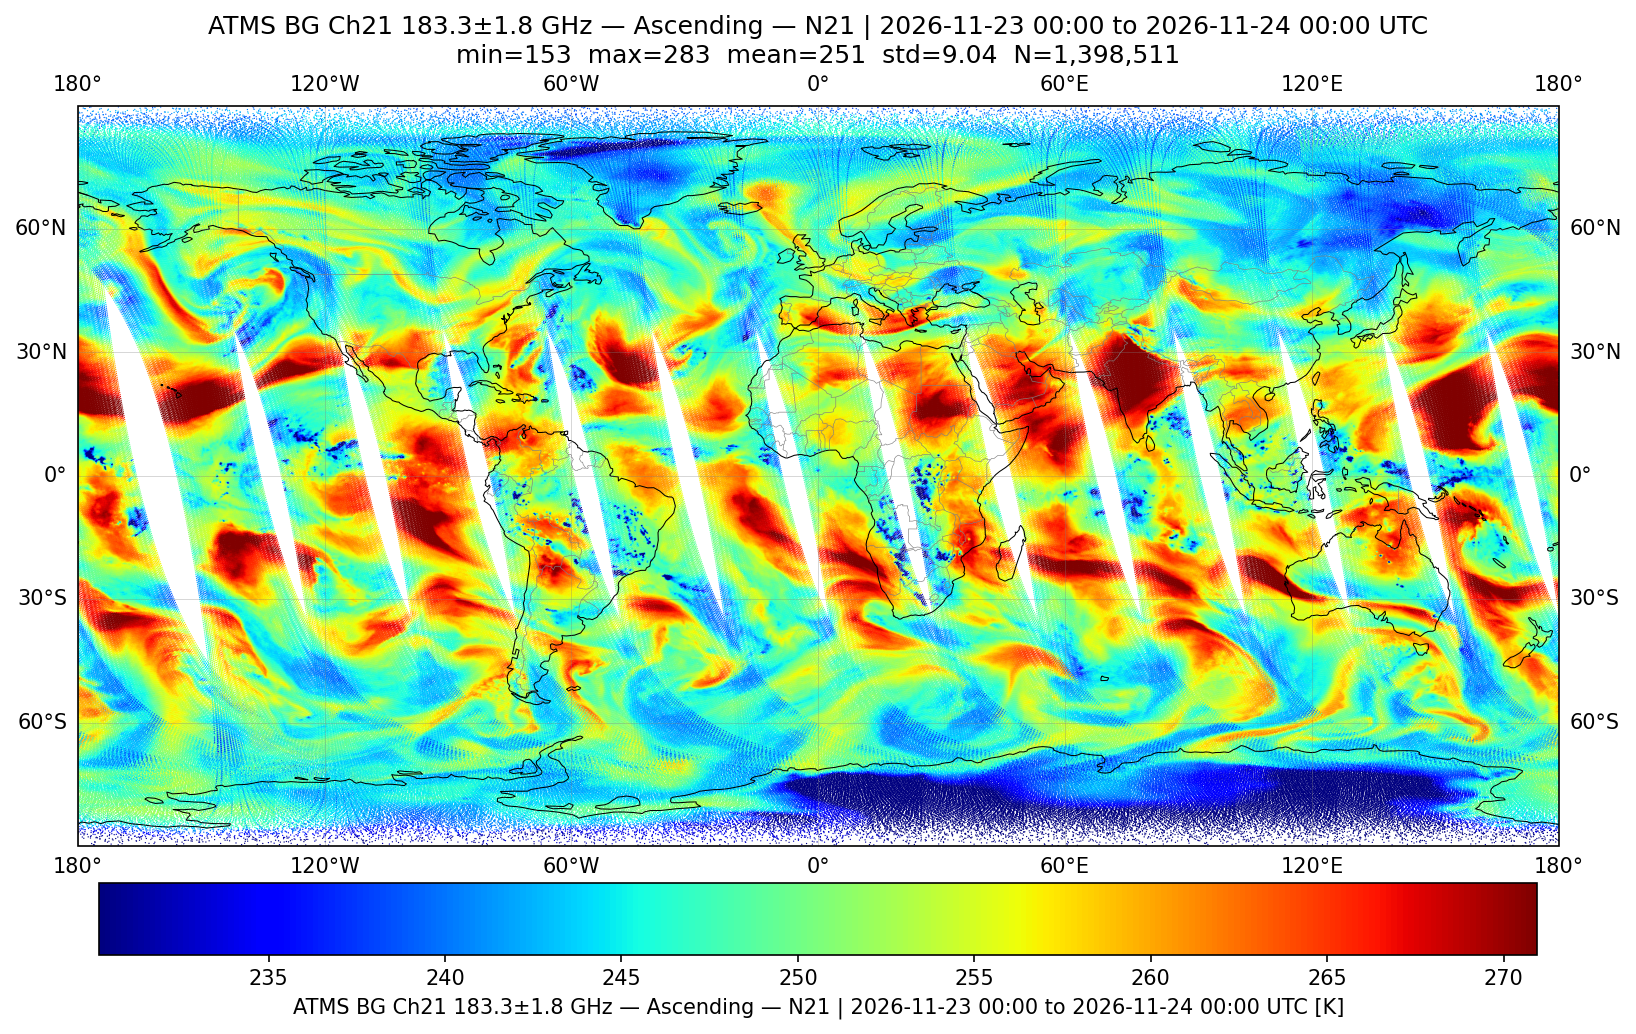 ATMS BG Ch21 183.3±1.8 GHz — Ascending — N21 | 2026-11-23 00:00 to 2026-11-24 00:00 UTC
min=153 max=283 mean=251 std=9.04 N=1,398,511
180° 120°W 60°W 0° 60°E 120°E 180°
60°N 60°N
30°N 30°N
0° 0°
30°S 30°S
60°S 60°S
180° 120°W 60°W 0° 60°E 120°E 180°
235 240 245 250 255 260 265 270
ATMS BG Ch21 183.3±1.8 GHz — Ascending — N21 | 2026-11-23 00:00 to 2026-11-24 00:00 UTC [K]